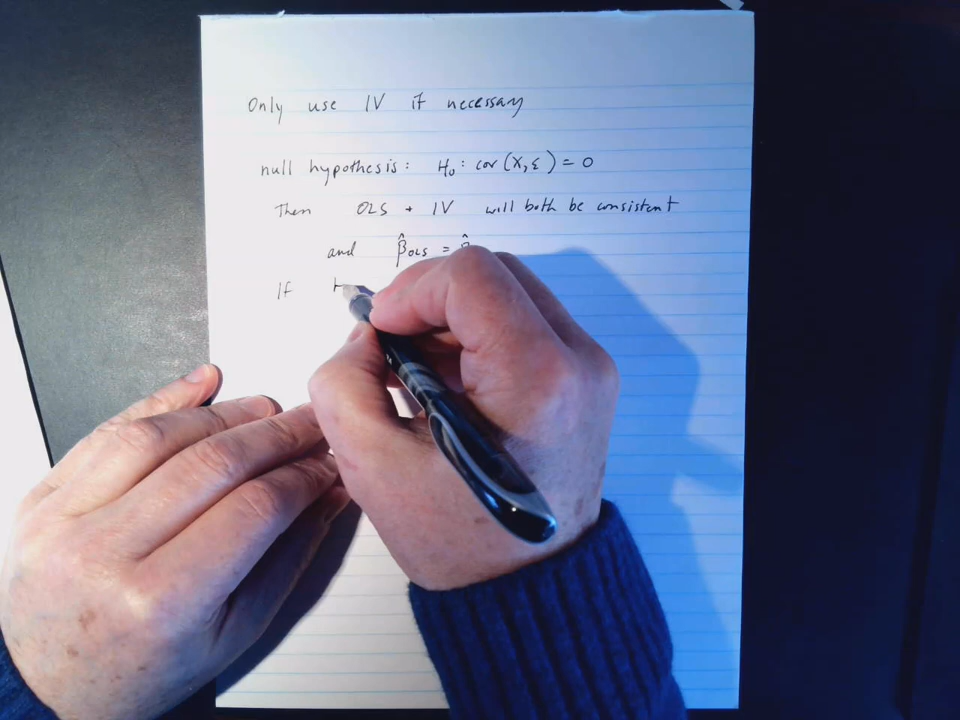 Only use IV if necessary
null hypothesis: H₀: cov(X, ε) = 0
Then OLS + IV will both be consistent
and β̂OLS =
If